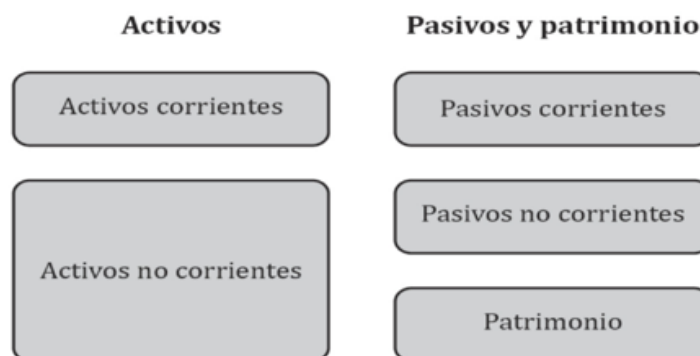 Activos
Pasivos y patrimonio
Activos corrientes
Pasivos corrientes
Activos no corrientes
Pasivos no corrientes
Patrimonio